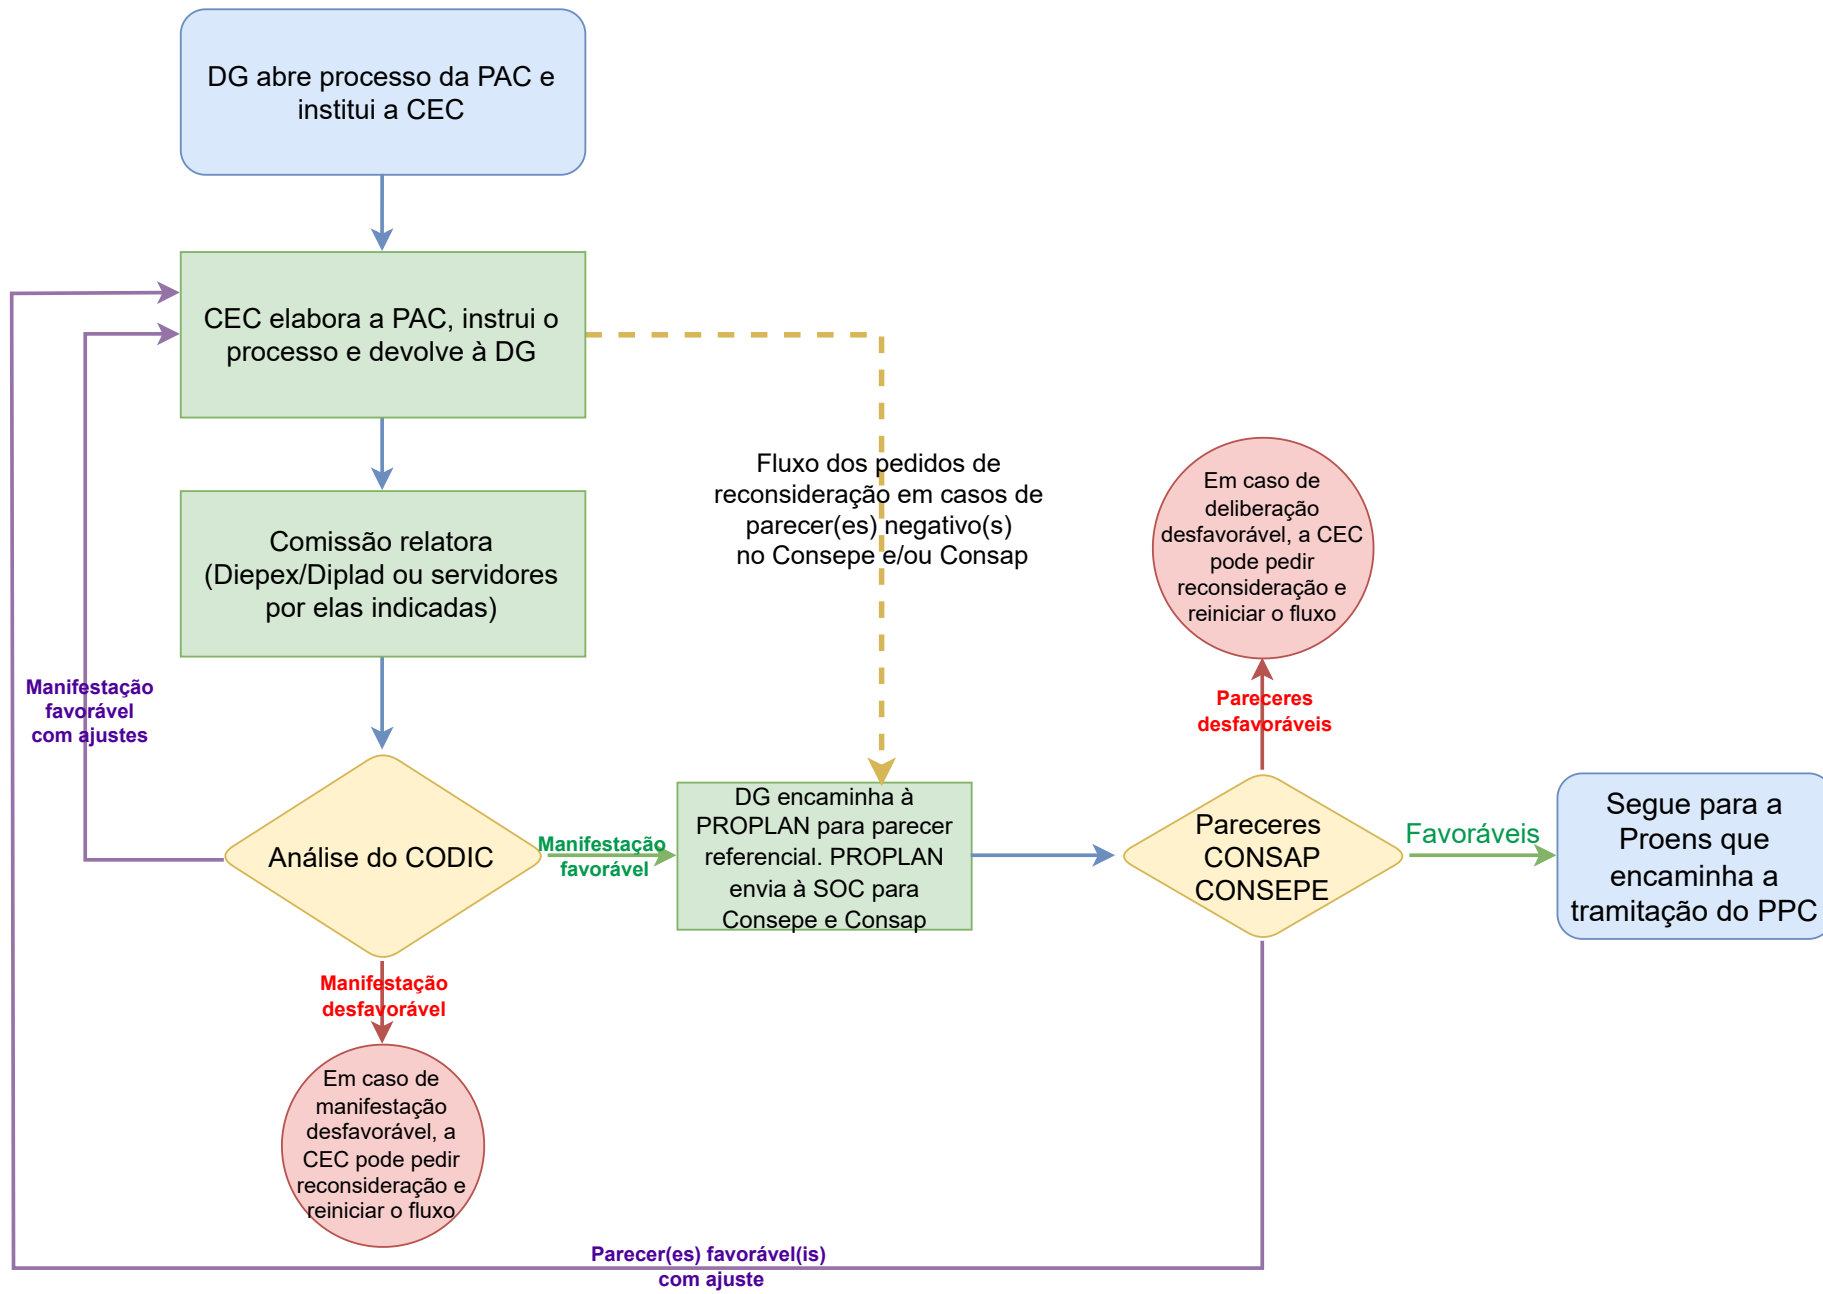 DG abre processo da PAC e
institui a CEC
CEC elabora a PAC, instrui o
processo e devolve à DG
Fluxo dos pedidos de
reconsideração em casos de
parecer(es) negativo(s)
no Consepe e/ou Consap
Em caso de
deliberação
desfavorável, a CEC
pode pedir
reconsideração e
reiniciar o fluxo
Comissão relatora
(Diepex/Diplad ou servidores
por elas indicadas)
Manifestação
favorável
com ajustes
Pareceres
desfavoráveis
Análise do CODIC
Manifestação
favorável
DG encaminha à
PROPLAN para parecer
referencial. PROPLAN
envia à SOC para
Consepe e Consap
Pareceres
CONSAP
CONSEPE
Favoráveis
Segue para a
Proens que
encaminha a
tramitação do PPC
Manifestação
desfavorável
Em caso de
manifestação
desfavorável, a
CEC pode pedir
reconsideração e
reiniciar o fluxo
Parecer(es) favorável(is)
com ajuste